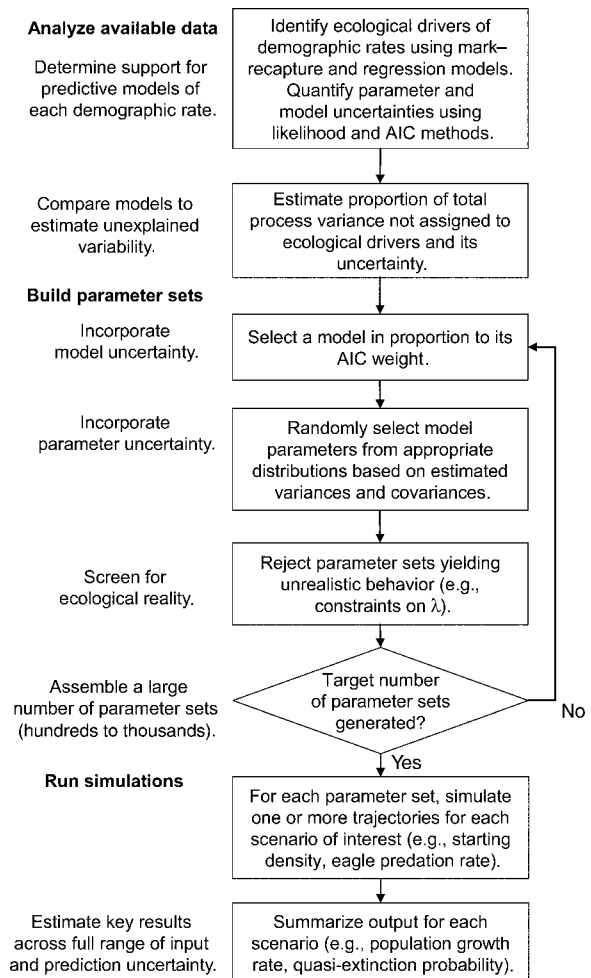 Analyze available data
Determine support for
predictive models of
each demographic rate.
Identify ecological drivers of
demographic rates using mark–
recapture and regression models.
Quantify parameter and
model uncertainties using
likelihood and AIC methods.
Compare models to
estimate unexplained
variability.
Estimate proportion of total
process variance not assigned to
ecological drivers and its
uncertainty.
Build parameter sets
Incorporate
model uncertainty.
Select a model in proportion to its
AIC weight.
Incorporate
parameter uncertainty.
Randomly select model
parameters from appropriate
distributions based on estimated
variances and covariances.
Screen for
ecological reality.
Reject parameter sets yielding
unrealistic behavior (e.g.,
constraints on λ).
Assemble a large
number of parameter sets
(hundreds to thousands).
Target number
of parameter sets
generated?
No
Yes
Run simulations
For each parameter set, simulate
one or more trajectories for each
scenario of interest (e.g., starting
density, eagle predation rate).
Estimate key results
across full range of input
and prediction uncertainty.
Summarize output for each
scenario (e.g., population growth
rate, quasi-extinction probability).